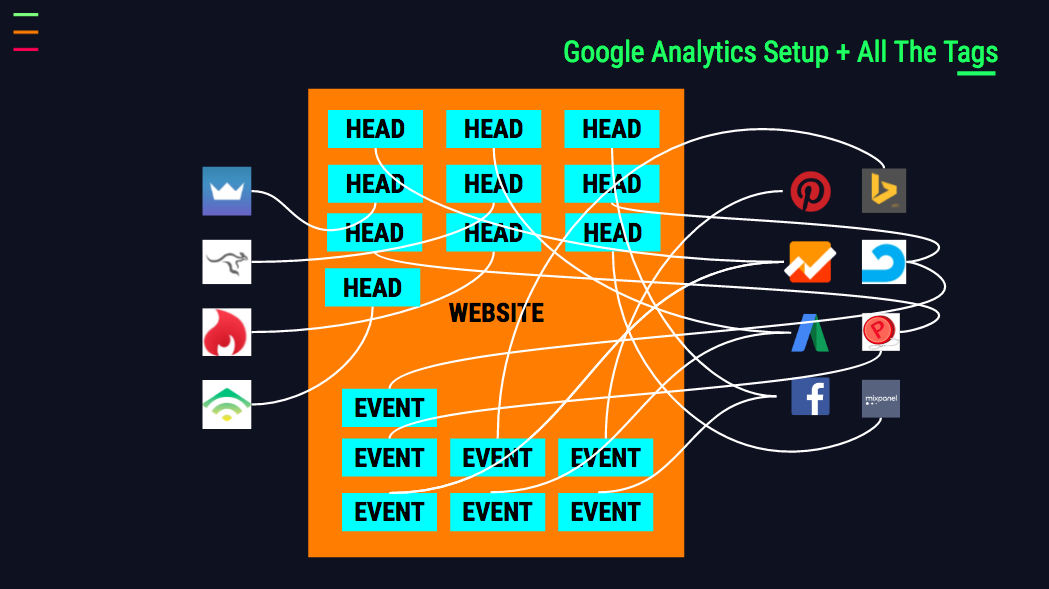 Google Analytics Setup + All The Tags
HEAD HEAD HEAD
HEAD HEAD HEAD
HEAD HEAD HEAD
HEAD
WEBSITE
EVENT
EVENT EVENT EVENT
EVENT EVENT EVENT
P
f
mixpanel